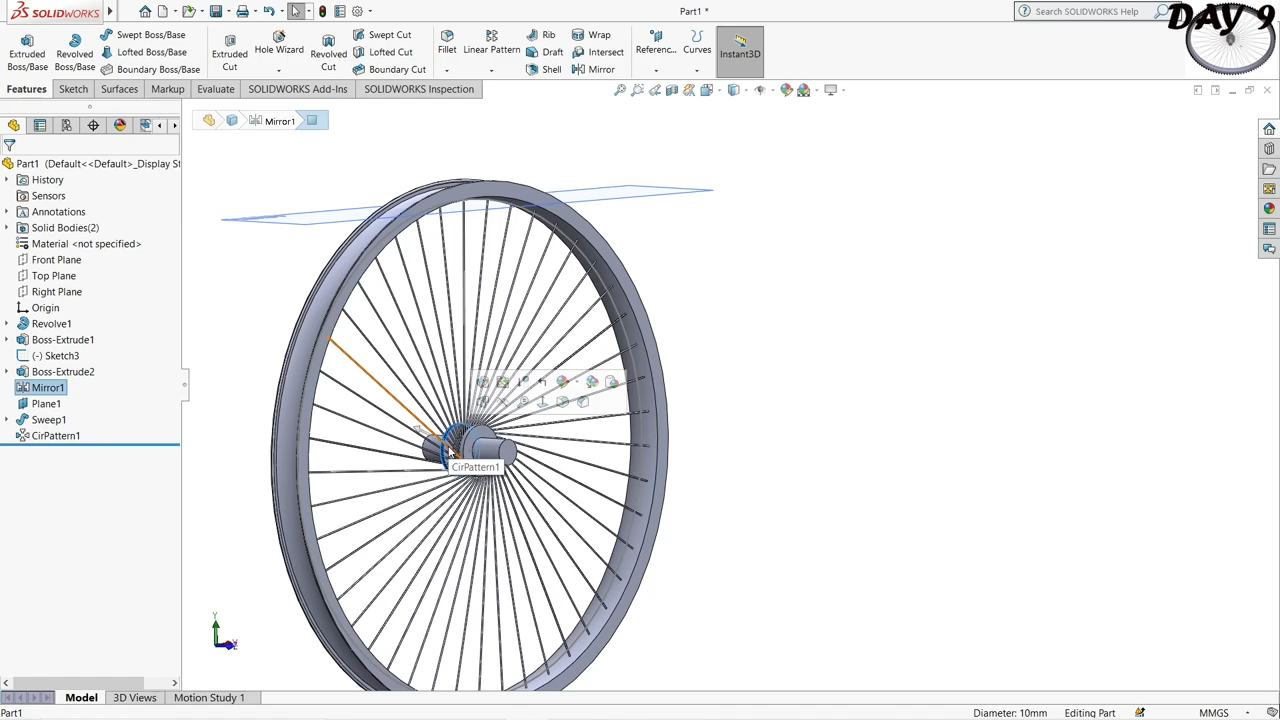 SOLIDWORKS
Part1 *
Search SOLIDWORKS Help
DAY 9
Extruded Boss/Base
Revolved Boss/Base
Swept Boss/Base
Lofted Boss/Base
Boundary Boss/Base
Extruded Cut
Hole Wizard
Revolved Cut
Swept Cut
Lofted Cut
Boundary Cut
Fillet
Linear Pattern
Rib
Draft
Shell
Wrap
Intersect
Mirror
Referenc...
Curves
Instant3D
Features
Sketch
Surfaces
Markup
Evaluate
SOLIDWORKS Add-Ins
SOLIDWORKS Inspection
Mirror1
Part1 (Default<<Default>_Display St
History
Sensors
Annotations
Solid Bodies(2)
Material <not specified>
Front Plane
Top Plane
Right Plane
Origin
Revolve1
Boss-Extrude1
(-) Sketch3
Boss-Extrude2
Mirror1
Plane1
Sweep1
CirPattern1
CirPattern1
Y
Model
3D Views
Motion Study 1
Part1
Diameter: 10mm
Editing Part
MMGS